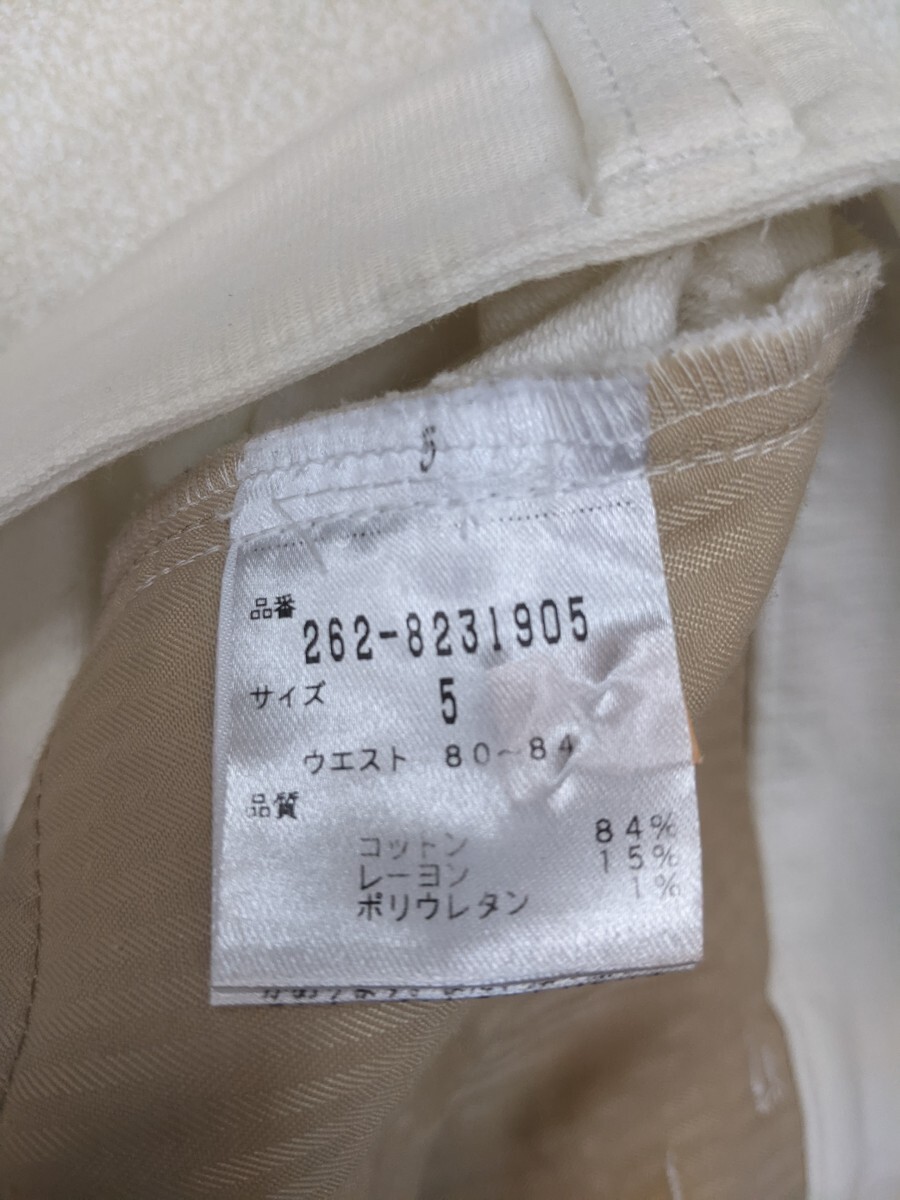 5
品番
262-8231905
サイズ 5
ウエスト 80~84
品質
コットン 84%
レーヨン 15%
ポリウレタン 1%